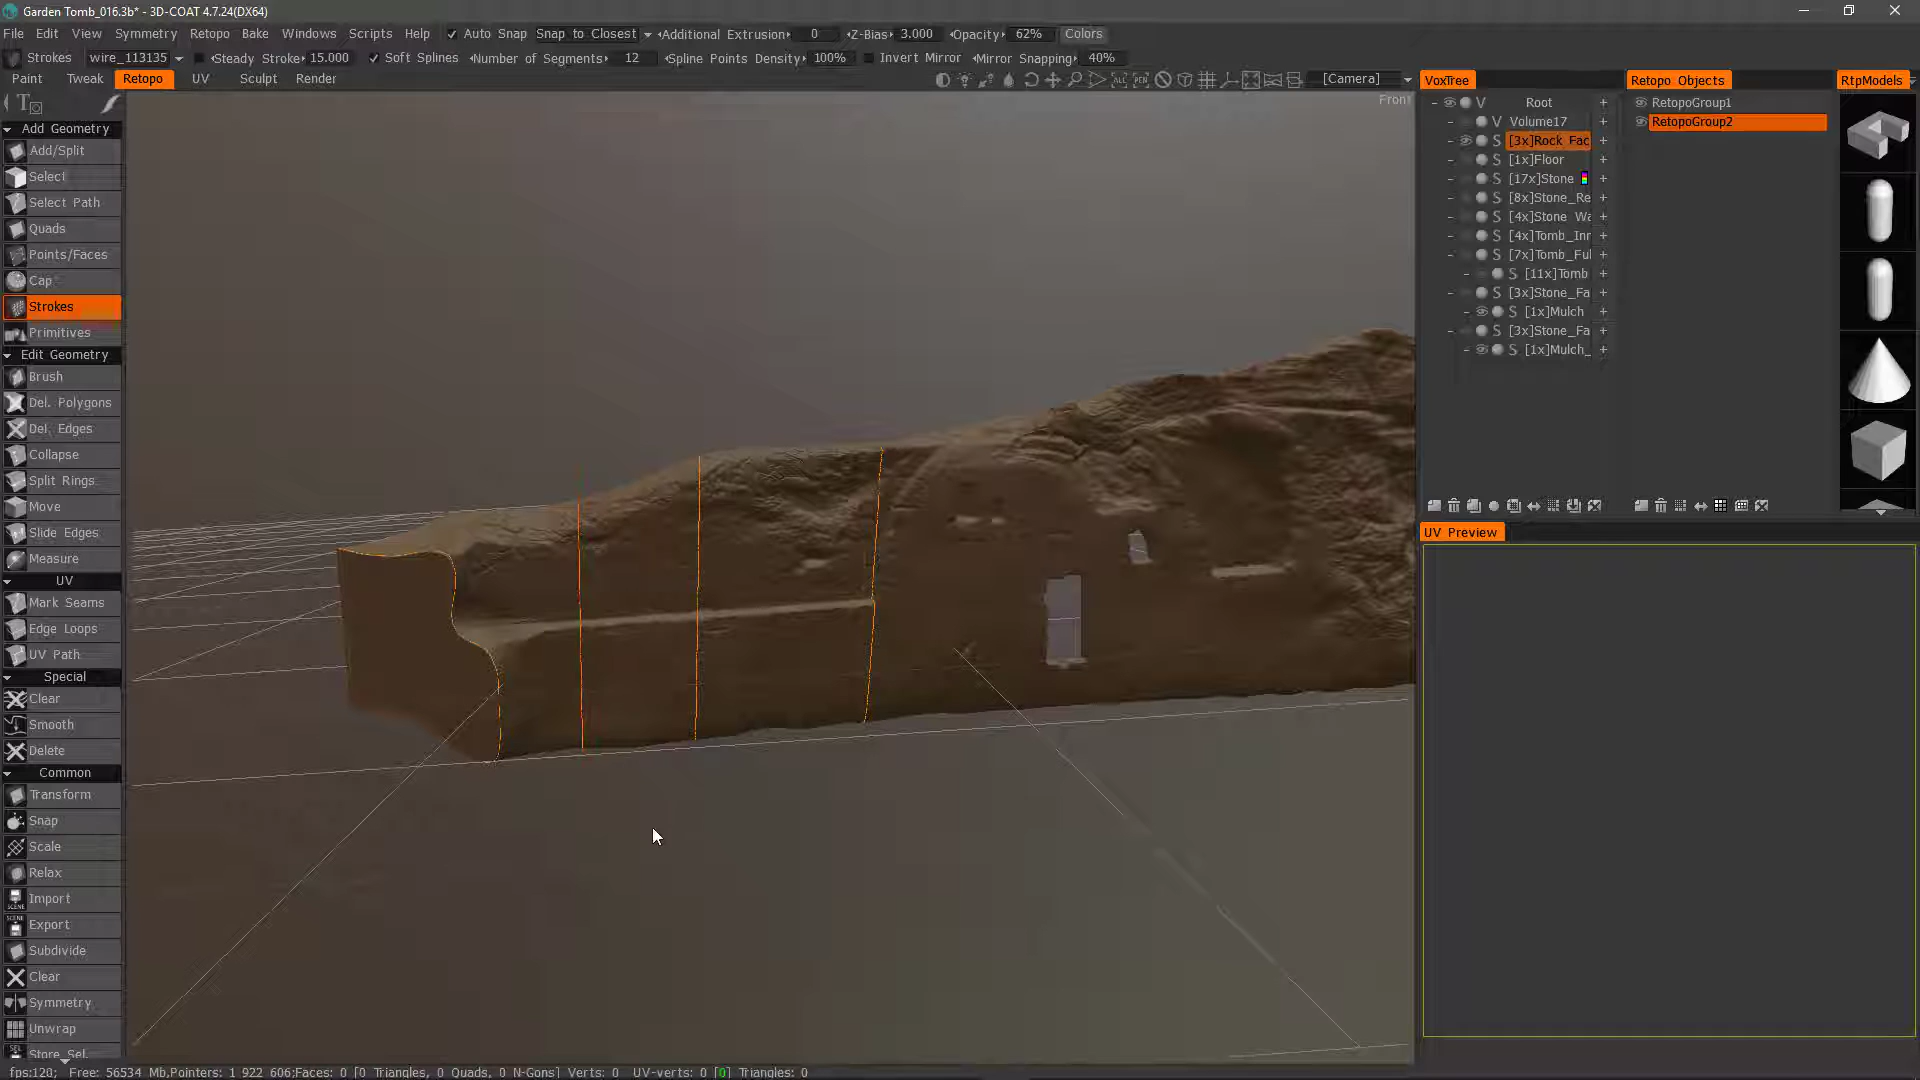 Garden Tomb_016.3b* - 3D-COAT 4.7.24(DX64)
File Edit View Symmetry Retopo Bake Windows Scripts Help Auto Snap Snap to Closest Additional Extrusion 0 Z-Bias 3.000 Opacity 62% Colors
Strokes wire_113135 Steady Stroke 15.000 Soft Splines Number of Segments 12 Spline Points Density 100% Invert Mirror Mirror Snapping 40%
Paint Tweak Retopo UV Sculpt Render [Camera]
Front
Add Geometry
Add/Split
Select
Select Path
Quads
Points/Faces
Cap
Strokes
Primitives
Edit Geometry
Brush
Del. Polygons
Del. Edges
Collapse
Split Rings
Move
Slide Edges
Measure
UV
Mark Seams
Edge Loops
UV Path
Special
Clear
Smooth
Delete
Common
Transform
Snap
Scale
Relax
Import
Export
Subdivide
Clear
Symmetry
Unwrap
Store Sel.
VoxTree
V Root +
V Volume17 +
S [3x]Rock Fac +
S [1x]Floor +
S [17x]Stone +
S [8x]Stone_Re +
S [4x]Stone Wa +
S [4x]Tomb_Inr +
S [7x]Tomb_Ful +
S [11x]Tomb +
S [3x]Stone_Fa +
S [1x]Mulch +
S [3x]Stone_Fa +
S [1x]Mulch_ +
Retopo Objects
RetopoGroup1
RetopoGroup2
RtpModels
UV Preview
fps:120; Free: 56534 Mb,Pointers: 1 922 606;Faces: 0 [0 Triangles, 0 Quads, 0 N-Gons] Verts: 0 UV-verts: 0 [0] Triangles: 0